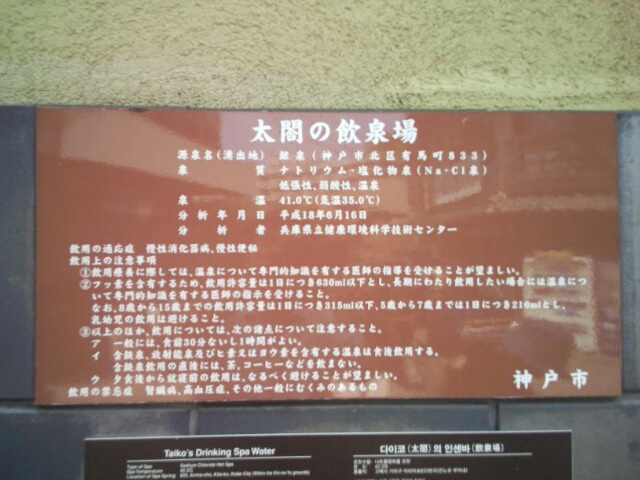 太閤の飲泉場
源泉名(湧出地) 銀泉(神戸市北区有馬町833)
泉質 ナトリウム・塩化物泉(Na-Cl泉)
低張性、弱酸性、温泉
泉温 41.0℃(気温35.0℃)
分析年月日 平成18年6月16日
分析者 兵庫県立健康環境科学技術センター
飲用の適応症 慢性消化器病、慢性便秘
飲用上の注意事項
①飲用療長に際しては、温泉について専門的知識を有する医師の指導を受けることが望ましい。
②フッ素を含有するため、飲用許容量は1日につき630ml以下とし、長期にわたり飲用したい場合には温泉につ
いて専門的知識を有する医師の指示を受けること。
なお、8歳から15歳までの飲用許容量は1日につき315ml以下、5歳から7歳までは1日につき210mlとし、
乳幼児の飲用は避けること。
③以上のほか、飲用については、次の諸点について注意すること。
ア 一般には、食前30分ないし1時間がよい。
イ 含鉄泉、放射能泉及びヒ素又はヨウ素を含有する温泉は食後飲用する。
含鉄泉飲用の直後には、茶、コーヒーなどを飲まない。
ウ 夕食後から就寝前の飲用は、なるべく避けることが望ましい。
飲用の禁忌症 腎臓病、高血圧症、その他一般にむくみのあるもの
神戸市
Taiko's Drinking Spa Water
Type of Spa Sodium Chloride Hot Spa
Spa Temperature
Location of Spa Spring
다이코(太閤)의 인센바(飲泉場)